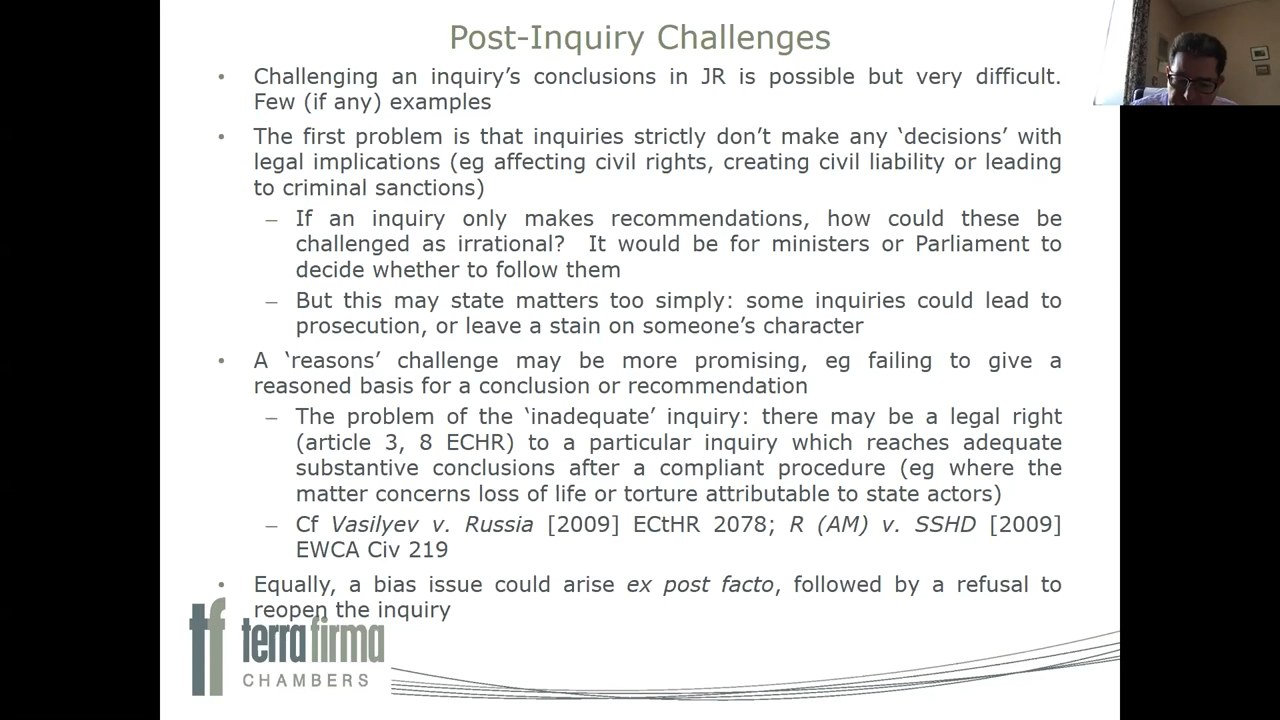 Post-Inquiry Challenges
• Challenging an inquiry’s conclusions in JR is possible but very difficult.
Few (if any) examples
• The first problem is that inquiries strictly don’t make any ‘decisions’ with
legal implications (eg affecting civil rights, creating civil liability or leading
to criminal sanctions)
– If an inquiry only makes recommendations, how could these be
challenged as irrational?  It would be for ministers or Parliament to
decide whether to follow them
– But this may state matters too simply: some inquiries could lead to
prosecution, or leave a stain on someone’s character
• A ‘reasons’ challenge may be more promising, eg failing to give a
reasoned basis for a conclusion or recommendation
– The problem of the ‘inadequate’ inquiry: there may be a legal right
(article 3, 8 ECHR) to a particular inquiry which reaches adequate
substantive conclusions after a compliant procedure (eg where the
matter concerns loss of life or torture attributable to state actors)
– Cf Vasilyev v. Russia [2009] ECtHR 2078; R (AM) v. SSHD [2009]
EWCA Civ 219
• Equally, a bias issue could arise ex post facto, followed by a refusal to
reopen the inquiry
tf terra firma
CHAMBERS